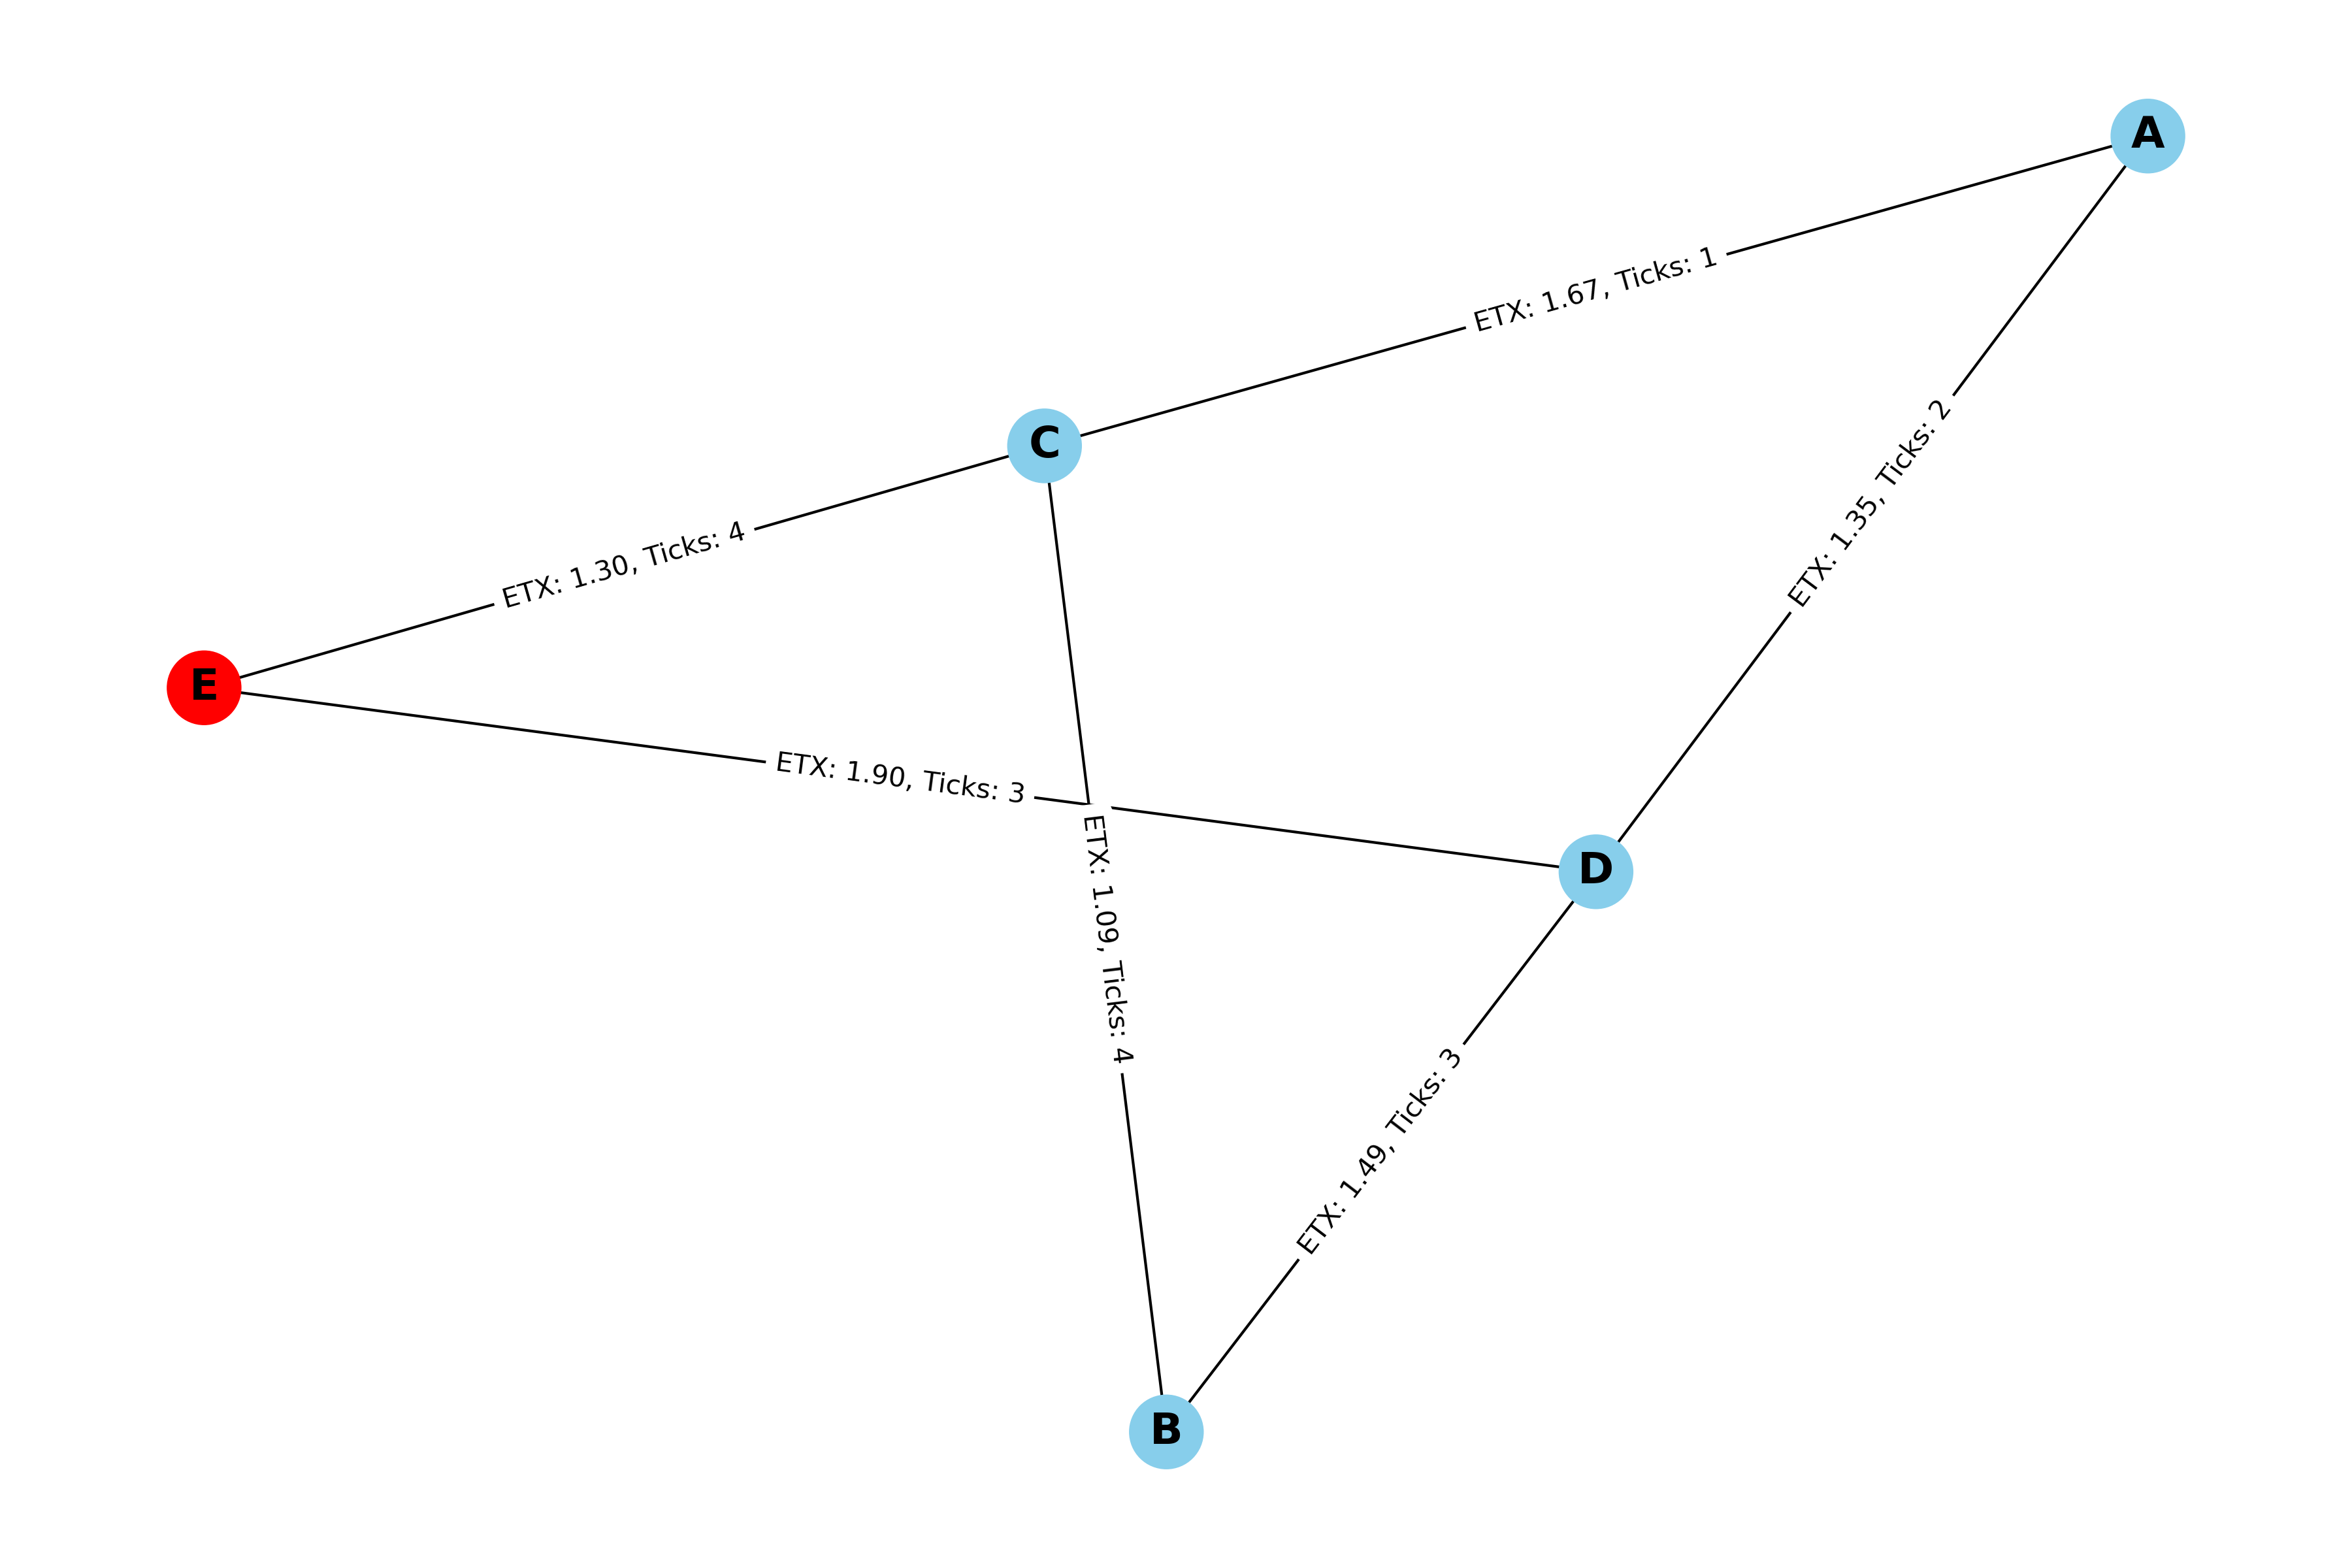 A
ETX: 1.67, Ticks: 1
C
ETX: 1.35, Ticks: 2
ETX: 1.30, Ticks: 4
E
ETX: 1.90, Ticks: 3
D
ETX: 1.09, Ticks: 4
ETX: 1.49, Ticks: 3
B